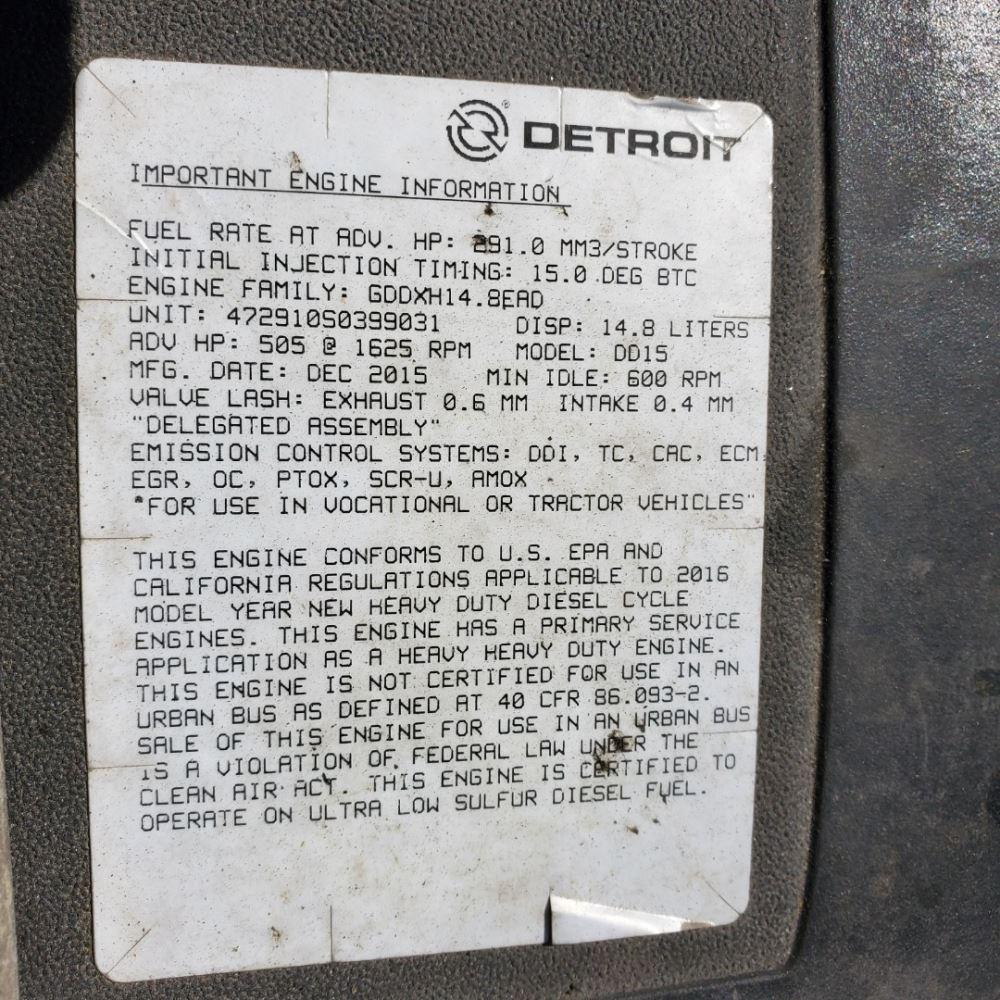 DETROIT
IMPORTANT ENGINE INFORMATION
FUEL RATE AT ADV. HP: 291.0 MM3/STROKE
INITIAL INJECTION TIMING: 15.0 DEG BTC
ENGINE FAMILY: GDDXH14.8EAD
UNIT: 472910S0399031 DISP: 14.8 LITERS
ADV HP: 505 @ 1625 RPM MODEL: DD15
MFG. DATE: DEC 2015 MIN IDLE: 600 RPM
VALVE LASH: EXHAUST 0.6 MM INTAKE 0.4 MM
"DELEGATED ASSEMBLY"
EMISSION CONTROL SYSTEMS: DDI, TC, CAC, ECM,
EGR, OC, PTOX, SCR-U, AMOX
"FOR USE IN VOCATIONAL OR TRACTOR VEHICLES"
THIS ENGINE CONFORMS TO U.S. EPA AND
CALIFORNIA REGULATIONS APPLICABLE TO 2016
MODEL YEAR NEW HEAVY DUTY DIESEL CYCLE
ENGINES. THIS ENGINE HAS A PRIMARY SERVICE
APPLICATION AS A HEAVY HEAVY DUTY ENGINE.
THIS ENGINE IS NOT CERTIFIED FOR USE IN AN
URBAN BUS AS DEFINED AT 40 CFR 86.093-2.
SALE OF THIS ENGINE FOR USE IN AN URBAN BUS
IS A VIOLATION OF FEDERAL LAW UNDER THE
CLEAN AIR ACT. THIS ENGINE IS CERTIFIED TO
OPERATE ON ULTRA LOW SULFUR DIESEL FUEL.